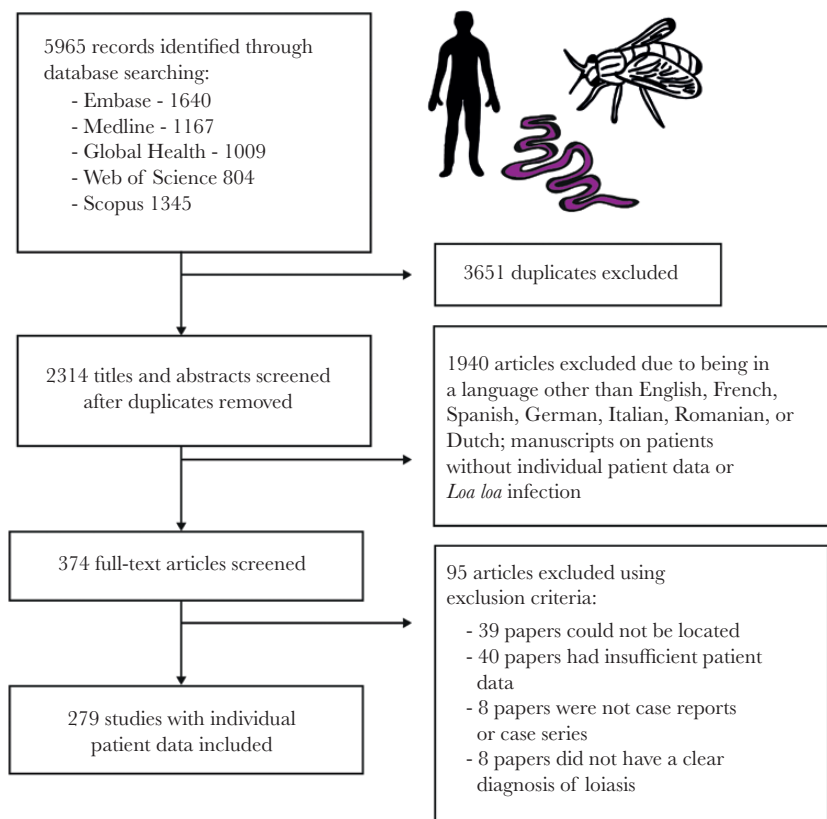 5965 records identified through
database searching:
- Embase - 1640
- Medline - 1167
- Global Health - 1009
- Web of Science 804
- Scopus 1345
3651 duplicates excluded
2314 titles and abstracts screened
after duplicates removed
1940 articles excluded due to being in
a language other than English, French,
Spanish, German, Italian, Romanian, or
Dutch; manuscripts on patients
without individual patient data or
Loa loa infection
374 full-text articles screened
95 articles excluded using
exclusion criteria:
- 39 papers could not be located
- 40 papers had insufficient patient
data
- 8 papers were not case reports
or case series
- 8 papers did not have a clear
diagnosis of loiasis
279 studies with individual
patient data included